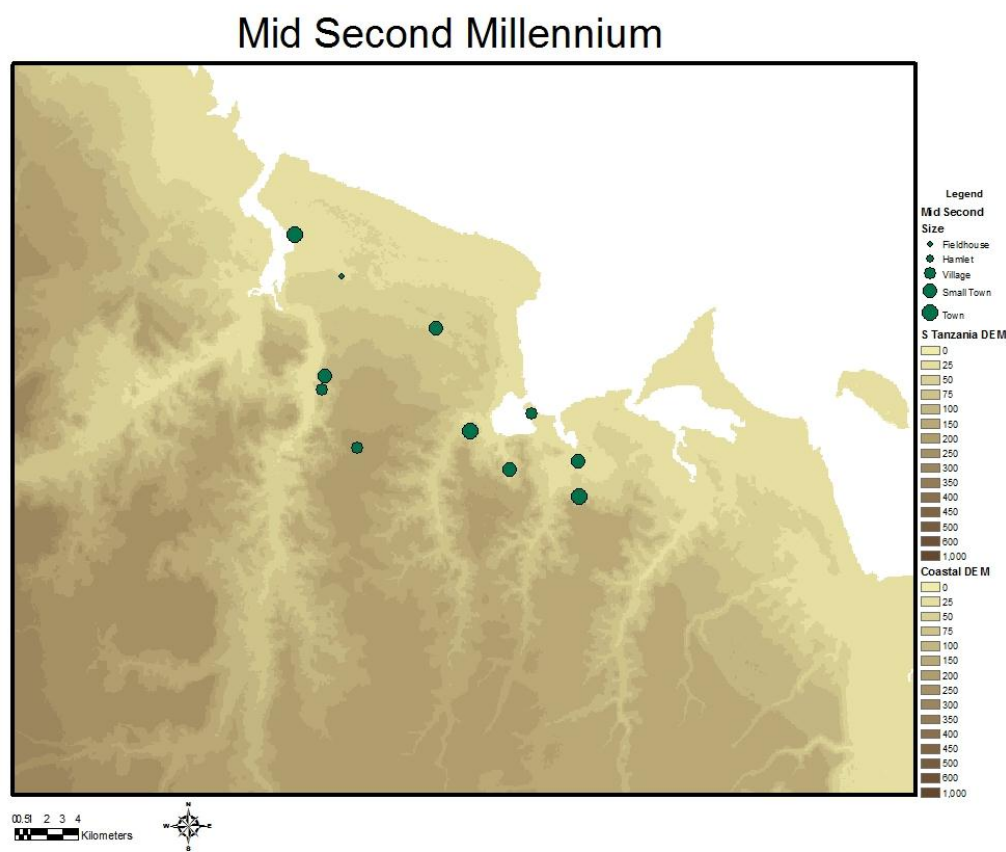 Mid Second Millennium
Legend
Mid Second
Size
Fieldhouse
Hamlet
Village
Small Town
Town
S Tanzania DEM
0
25
50
75
100
150
200
250
300
350
400
450
500
600
1,000
Coastal DEM
0
25
50
75
100
150
200
250
300
350
400
450
500
600
1,000
00.51 2 3 4
Kilometers
N
W E
S